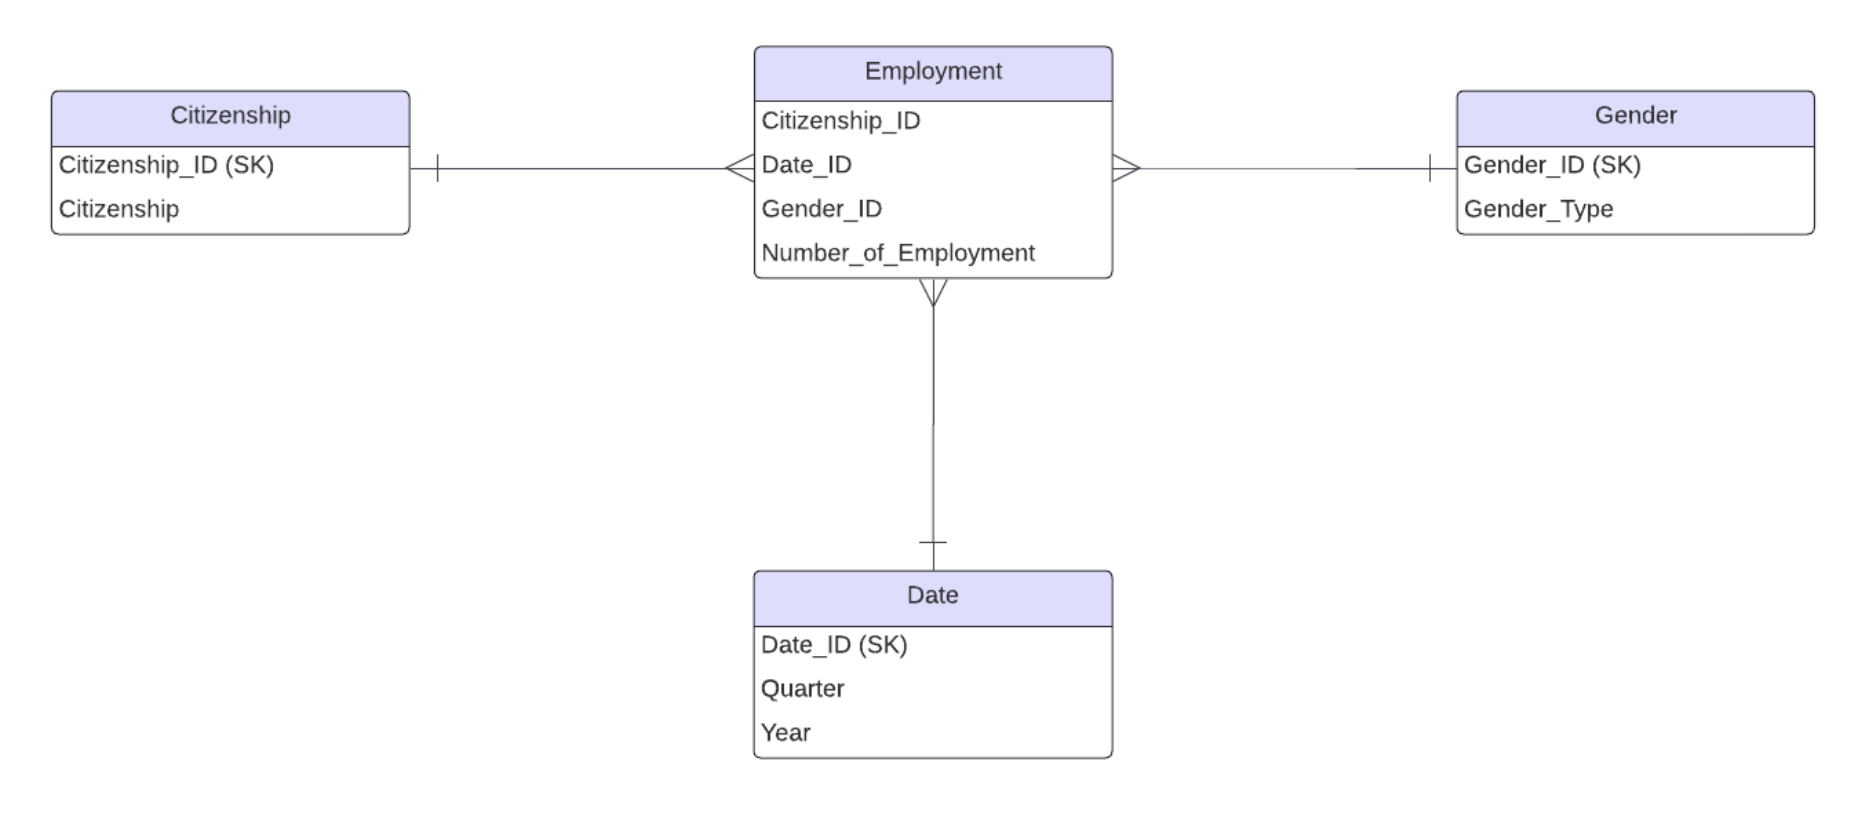 Citizenship
Citizenship_ID (SK)
Citizenship
Employment
Citizenship_ID
Date_ID
Gender_ID
Number_of_Employment
Gender
Gender_ID (SK)
Gender_Type
Date
Date_ID (SK)
Quarter
Year